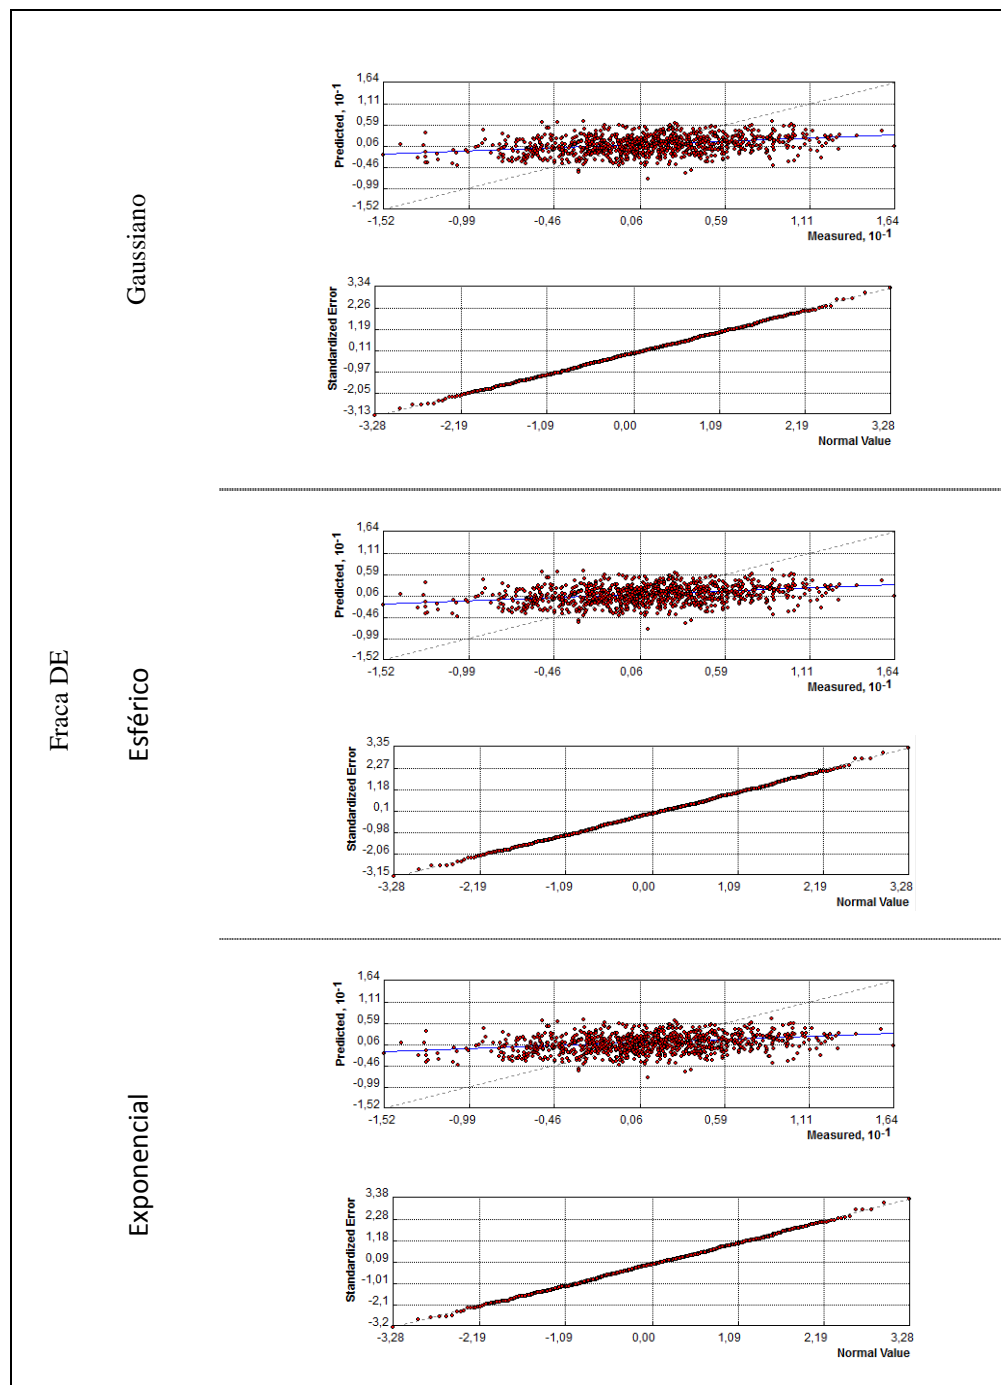 Fraca DE
Gaussiano
Predicted, 10-1
1,64
1,11
0,59
0,06
-0,46
-0,99
-1,52
-1,52 -0,99 -0,46 0,06 0,59 1,11 1,64
Measured, 10-1
Standardized Error
3,34
2,26
1,19
0,11
-0,97
-2,05
-3,13
-3,28 -2,19 -1,09 0,00 1,09 2,19 3,28
Normal Value
Esférico
Predicted, 10-1
1,64
1,11
0,59
0,06
-0,46
-0,99
-1,52
-1,52 -0,99 -0,46 0,06 0,59 1,11 1,64
Measured, 10-1
Standardized Error
3,35
2,27
1,18
0,1
-0,98
-2,06
-3,15
-3,28 -2,19 -1,09 0,00 1,09 2,19 3,28
Normal Value
Exponencial
Predicted, 10-1
1,64
1,11
0,59
0,06
-0,46
-0,99
-1,52
-1,52 -0,99 -0,46 0,06 0,59 1,11 1,64
Measured, 10-1
Standardized Error
3,38
2,28
1,18
0,09
-1,01
-2,1
-3,2
-3,28 -2,19 -1,09 0,00 1,09 2,19 3,28
Normal Value